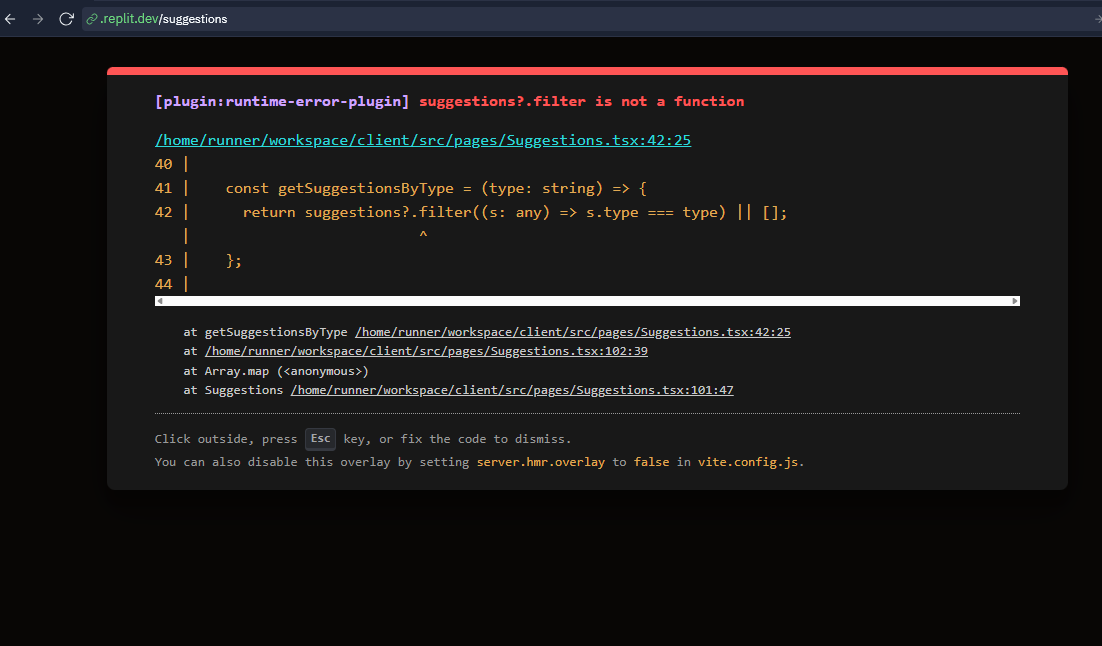 .replit.dev/suggestions
[plugin:runtime-error-plugin] suggestions?.filter is not a function
/home/runner/workspace/client/src/pages/Suggestions.tsx:42:25
40 |
41 |    const getSuggestionsByType = (type: string) => {
42 |      return suggestions?.filter((s: any) => s.type === type) || [];
   |                         ^
43 |    };
44 |
at getSuggestionsByType /home/runner/workspace/client/src/pages/Suggestions.tsx:42:25
at /home/runner/workspace/client/src/pages/Suggestions.tsx:102:39
at Array.map (<anonymous>)
at Suggestions /home/runner/workspace/client/src/pages/Suggestions.tsx:101:47
Click outside, press Esc key, or fix the code to dismiss.
You can also disable this overlay by setting server.hmr.overlay to false in vite.config.js.